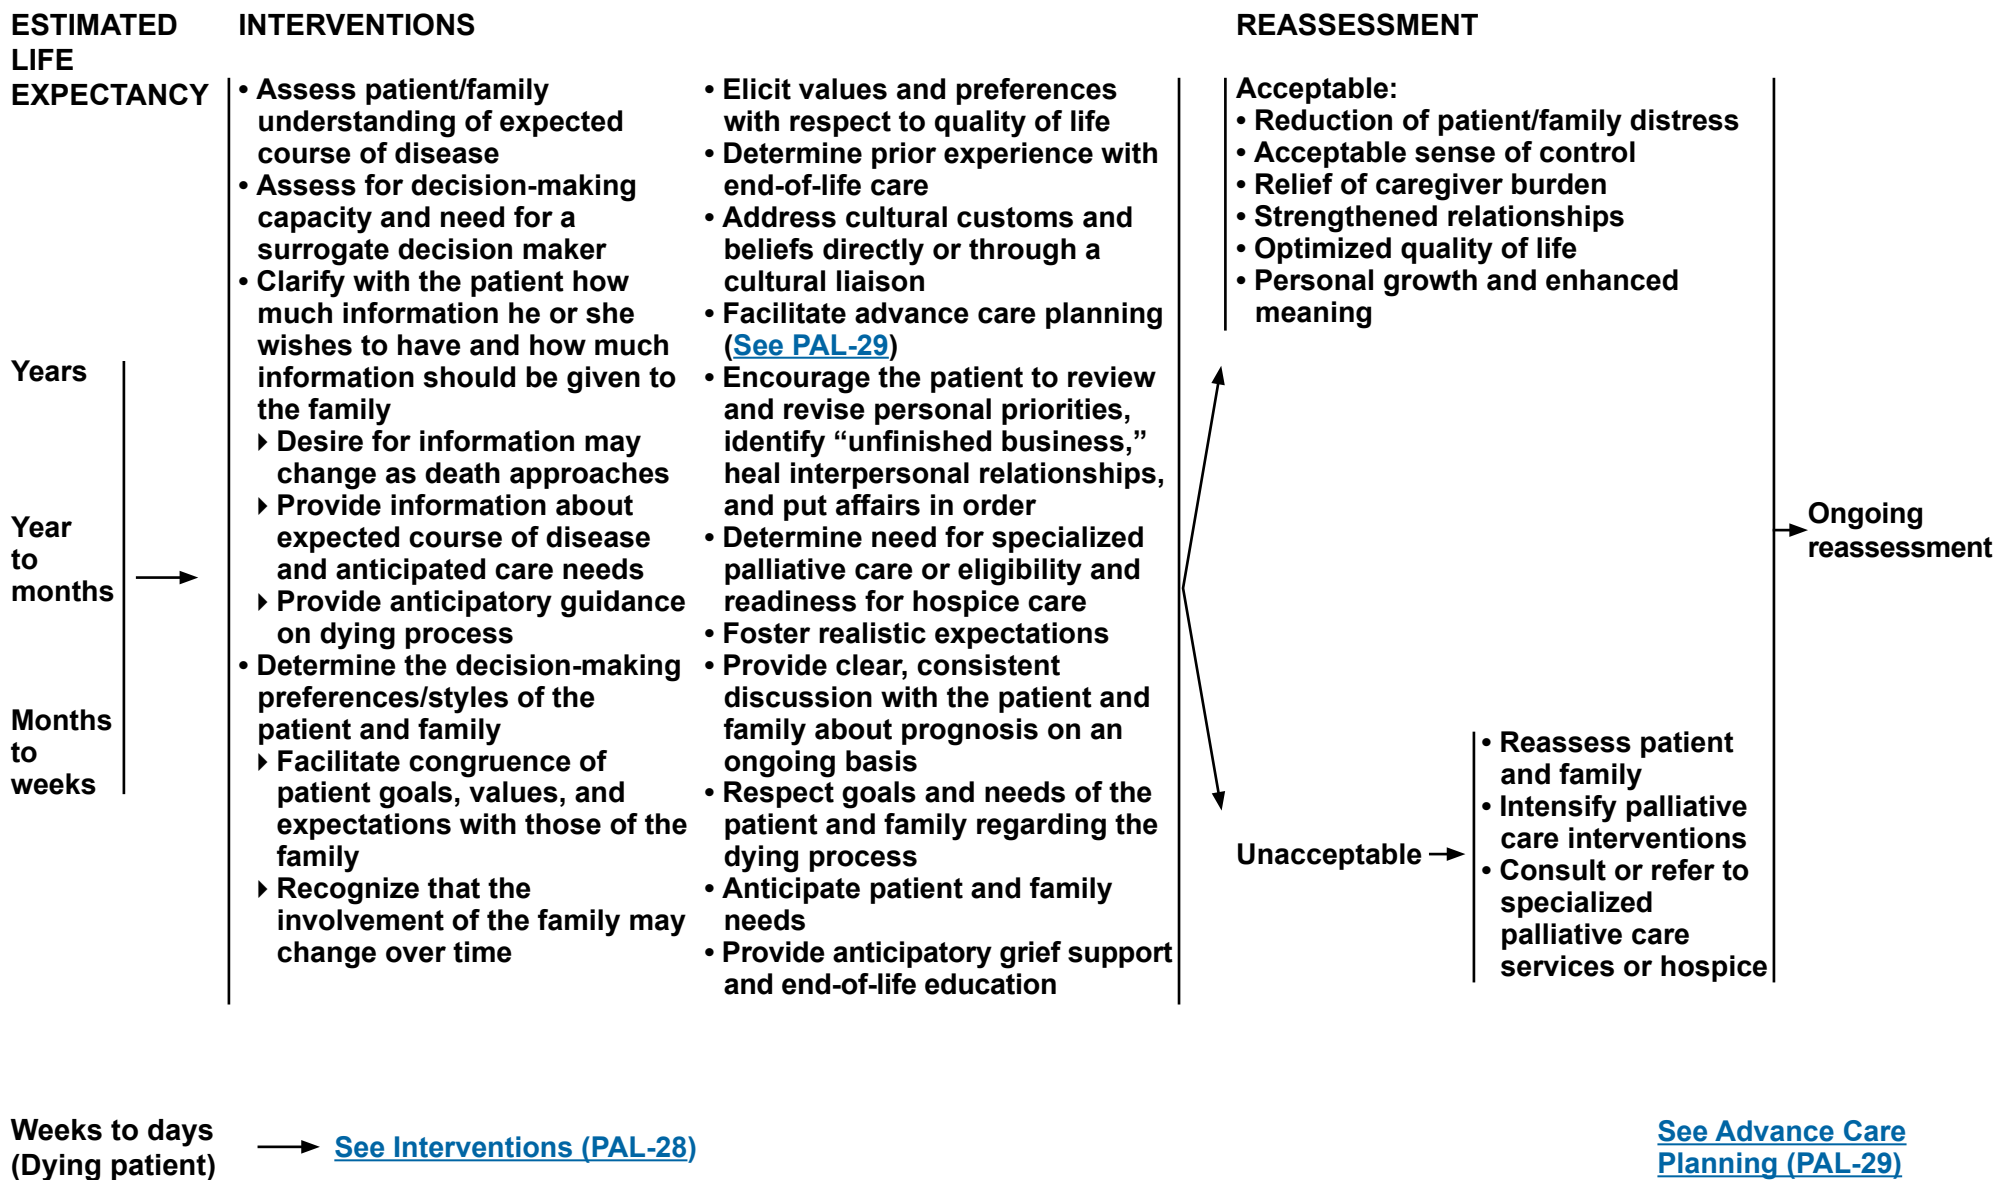 ESTIMATED
LIFE
EXPECTANCY
Years
Year
to
months
Months
to
weeks
INTERVENTIONS
• Assess patient/family
understanding of expected
course of disease
• Assess for decision-making
capacity and need for a
surrogate decision maker
• Clarify with the patient how
much information he or she
wishes to have and how much
information should be given to
the family
▸ Desire for information may
change as death approaches
▸ Provide information about
expected course of disease
and anticipated care needs
▸ Provide anticipatory guidance
on dying process
• Determine the decision-making
preferences/styles of the
patient and family
▸ Facilitate congruence of
patient goals, values, and
expectations with those of the
family
▸ Recognize that the
involvement of the family may
change over time
• Elicit values and preferences
with respect to quality of life
• Determine prior experience with
end-of-life care
• Address cultural customs and
beliefs directly or through a
cultural liaison
• Facilitate advance care planning
(See PAL-29)
• Encourage the patient to review
and revise personal priorities,
identify “unfinished business,”
heal interpersonal relationships,
and put affairs in order
• Determine need for specialized
palliative care or eligibility and
readiness for hospice care
• Foster realistic expectations
• Provide clear, consistent
discussion with the patient and
family about prognosis on an
ongoing basis
• Respect goals and needs of the
patient and family regarding the
dying process
• Anticipate patient and family
needs
• Provide anticipatory grief support
and end-of-life education
REASSESSMENT
Acceptable:
• Reduction of patient/family distress
• Acceptable sense of control
• Relief of caregiver burden
• Strengthened relationships
• Optimized quality of life
• Personal growth and enhanced
meaning
Unacceptable
• Reassess patient
and family
• Intensify palliative
care interventions
• Consult or refer to
specialized
palliative care
services or hospice
Ongoing
reassessment
Weeks to days
(Dying patient)
See Interventions (PAL-28)
See Advance Care
Planning (PAL-29)